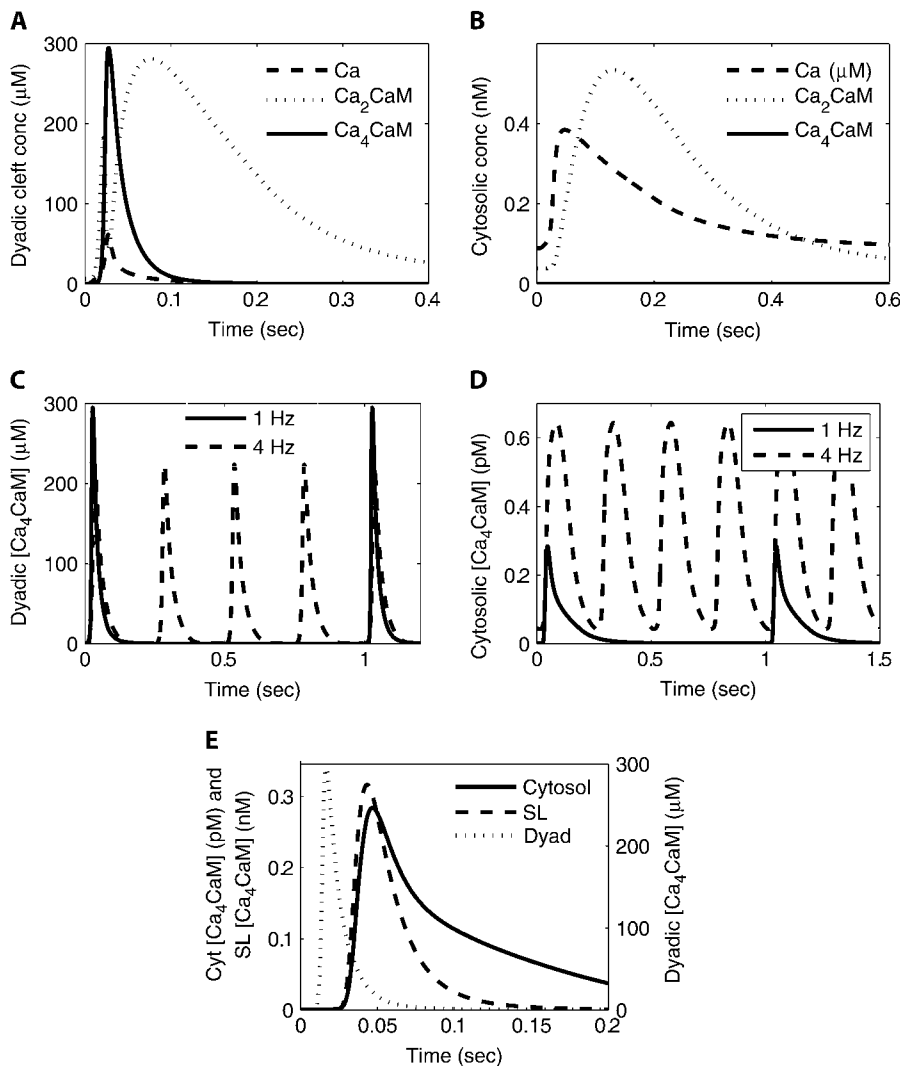 A
Dyadic cleft conc (μM)
300
200
100
0
0
0.1
0.2
0.3
0.4
Time (sec)
Ca
Ca2CaM
Ca4CaM
B
Cytosolic conc (nM)
0.4
0.2
0
0
0.2
0.4
0.6
Time (sec)
Ca (μM)
Ca2CaM
Ca4CaM
C
Dyadic [Ca4CaM] (μM)
300
200
100
0
0
0.5
1
Time (sec)
1 Hz
4 Hz
D
Cytosolic [Ca4CaM] (pM)
0.6
0.4
0.2
0
0
0.5
1
1.5
Time (sec)
1 Hz
4 Hz
E
Cyt [Ca4CaM] (pM) and
SL [Ca4CaM] (nM)
0.3
0.2
0.1
0
0
0.05
0.1
0.15
0.2
Time (sec)
Cytosol
SL
Dyad
300
200
100
0
Dyadic [Ca4CaM] (μM)